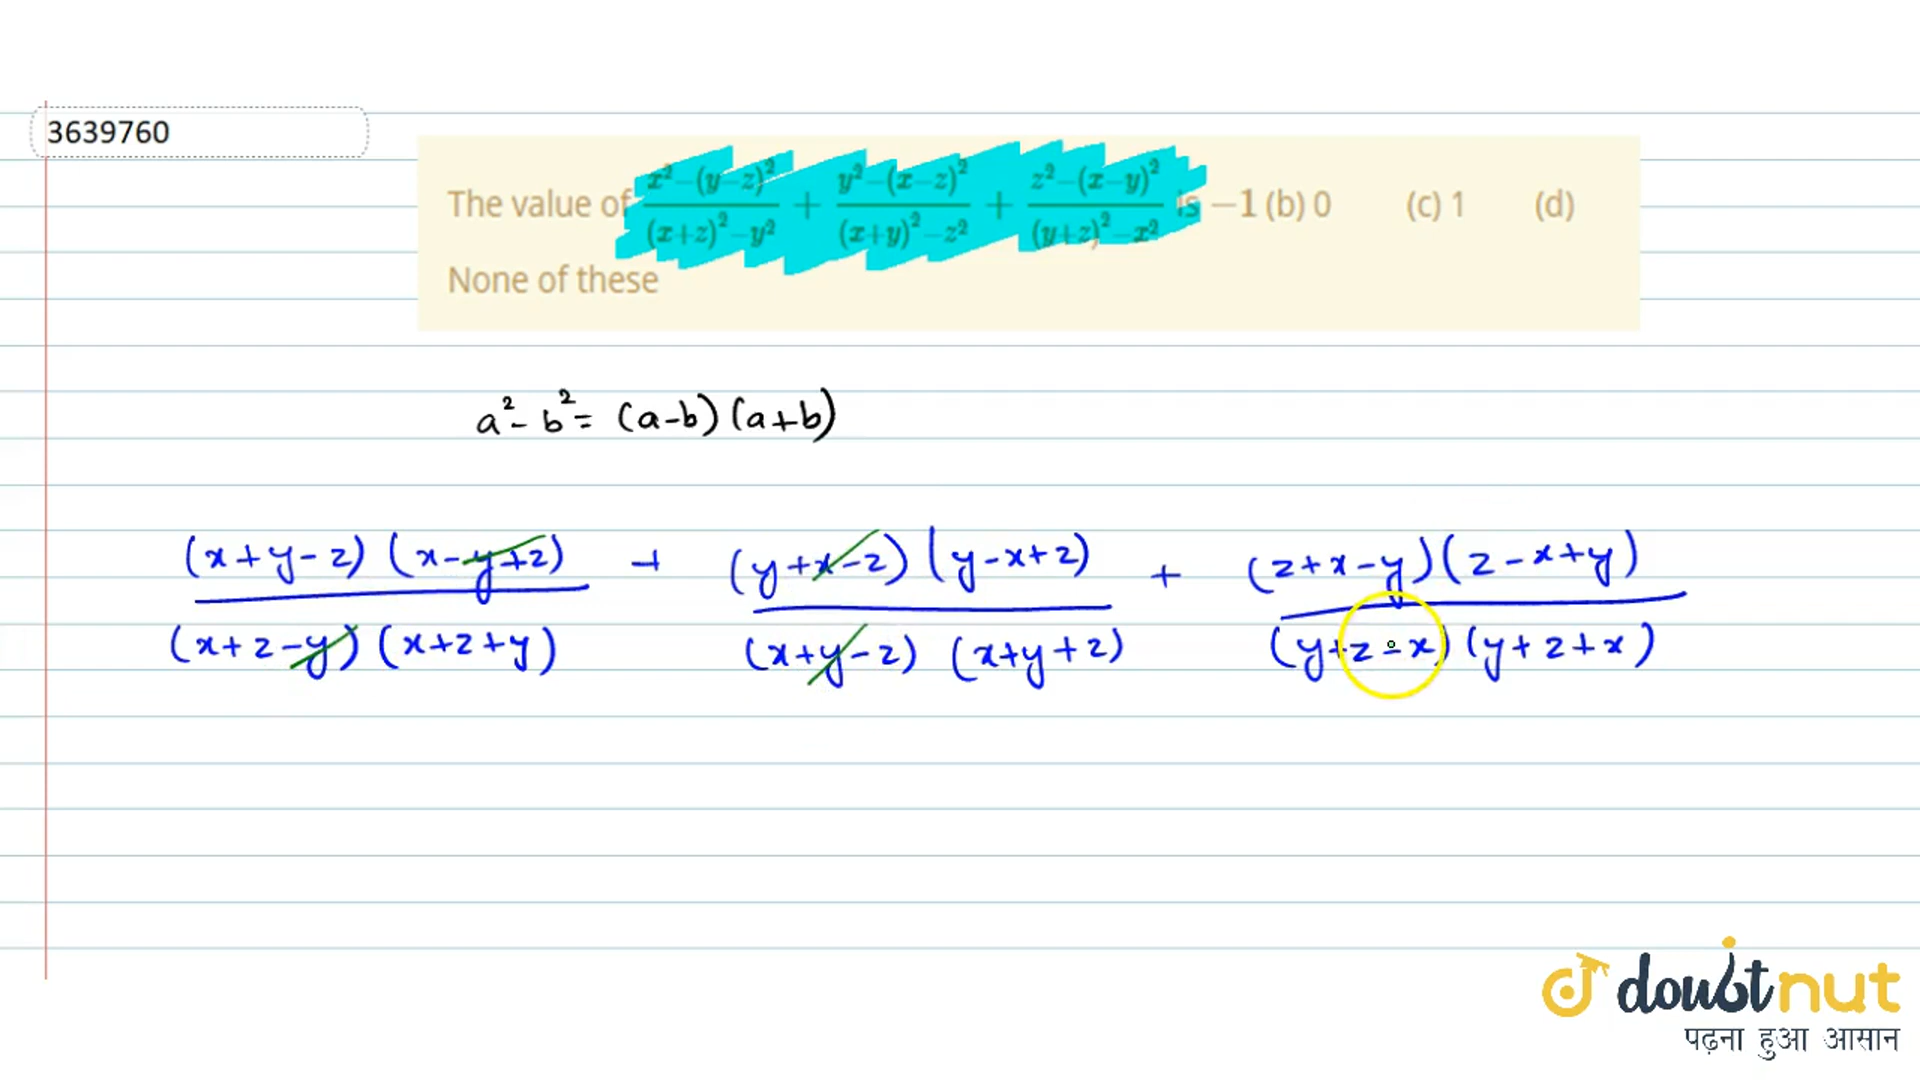 3639760
The value of x²−(y−z)²/(x+z)²−y² + y²−(x−z)²/(x+y)²−z² + z²−(x−y)²/(y+z)²−x² is −1 (b) 0 (c) 1 (d)
None of these
a² - b² = (a-b) (a+b)
(x+y-z) (x-y+z) + (y+x-z) (y-x+z) + (z+x-y) (z-x+y)
(x+z-y) (x+z+y) (x+y-z) (x+y+z) (y+z-x) (y+z+x)
doubtnut
पढ़ना हुआ आसान